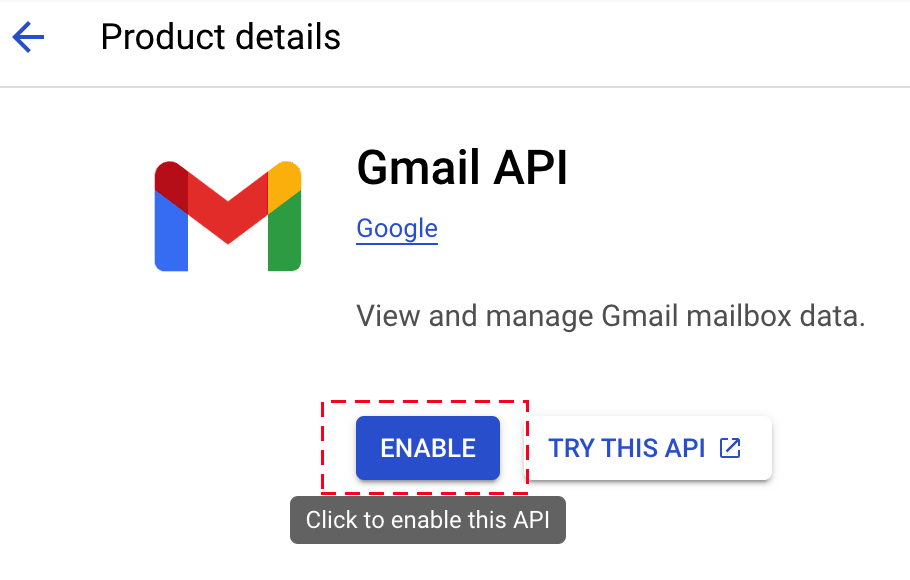 Product details
Gmail API
Google
View and manage Gmail mailbox data.
ENABLE
TRY THIS API
Click to enable this API